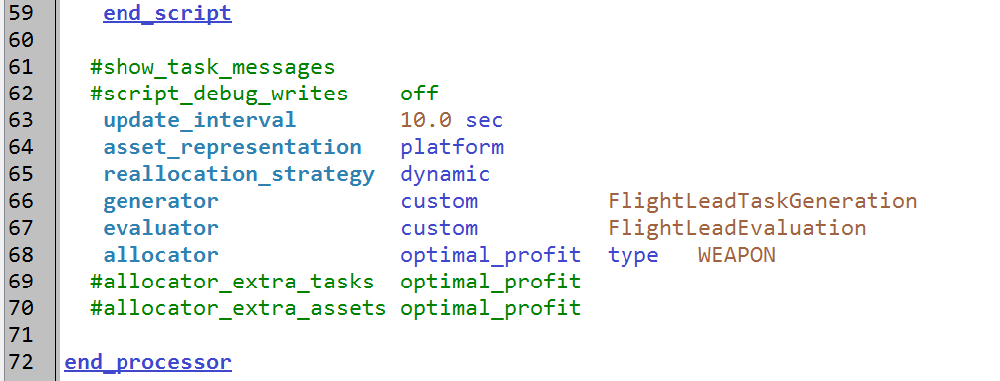 59 end_script
60
61 #show_task_messages
62 #script_debug_writes off
63 update_interval 10.0 sec
64 asset_representation platform
65 reallocation_strategy dynamic
66 generator custom FlightLeadTaskGeneration
67 evaluator custom FlightLeadEvaluation
68 allocator optimal_profit type WEAPON
69 #allocator_extra_tasks optimal_profit
70 #allocator_extra_assets optimal_profit
71
72 end_processor